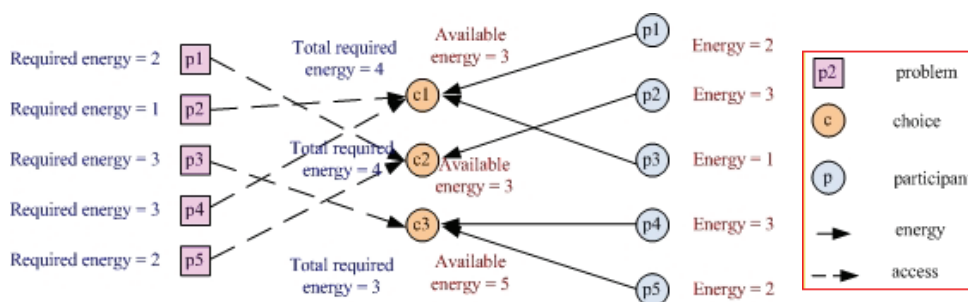 Required energy = 2
p1
Required energy = 1
p2
Required energy = 3
p3
Required energy = 3
p4
Required energy = 2
p5
Total required
energy = 4
Available
energy = 3
c1
Total required
energy = 4
c2
Available
energy = 3
c3
Total required
energy = 3
Available
energy = 5
p1
Energy = 2
p2
Energy = 3
p3
Energy = 1
p4
Energy = 3
p5
Energy = 2
p2 problem
c choice
p participant
energy
access